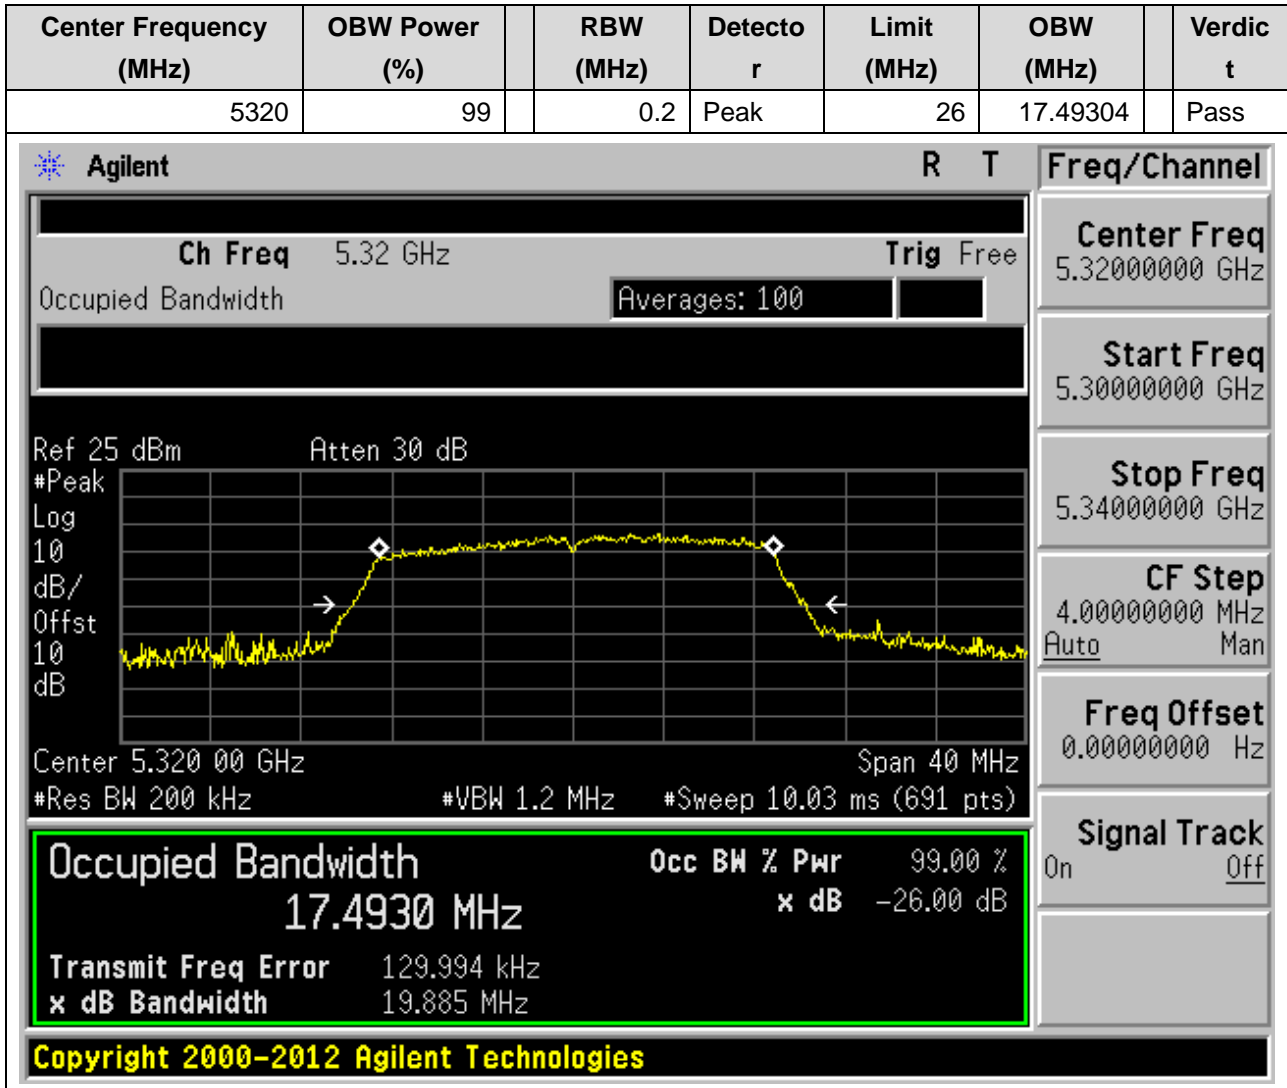 Center Frequency (MHz) OBW Power (%) RBW (MHz) Detecto r Limit (MHz) OBW (MHz) Verdic t
5320 99 0.2 Peak 26 17.49304 Pass
Agilent R T
Ch Freq 5.32 GHz Trig Free
Occupied Bandwidth Averages: 100
Ref 25 dBm Atten 30 dB
#Peak
Log
10
dB/
Offst
10
dB
Center 5.320 00 GHz Span 40 MHz
#Res BW 200 kHz #VBW 1.2 MHz #Sweep 10.03 ms (691 pts)
Occupied Bandwidth
17.4930 MHz
Occ BW % Pwr 99.00 %
x dB -26.00 dB
Transmit Freq Error 129.994 kHz
x dB Bandwidth 19.885 MHz
Copyright 2000-2012 Agilent Technologies
Freq/Channel
Center Freq
5.32000000 GHz
Start Freq
5.30000000 GHz
Stop Freq
5.34000000 GHz
CF Step
4.00000000 MHz
Auto Man
Freq Offset
0.00000000 Hz
Signal Track
On Off